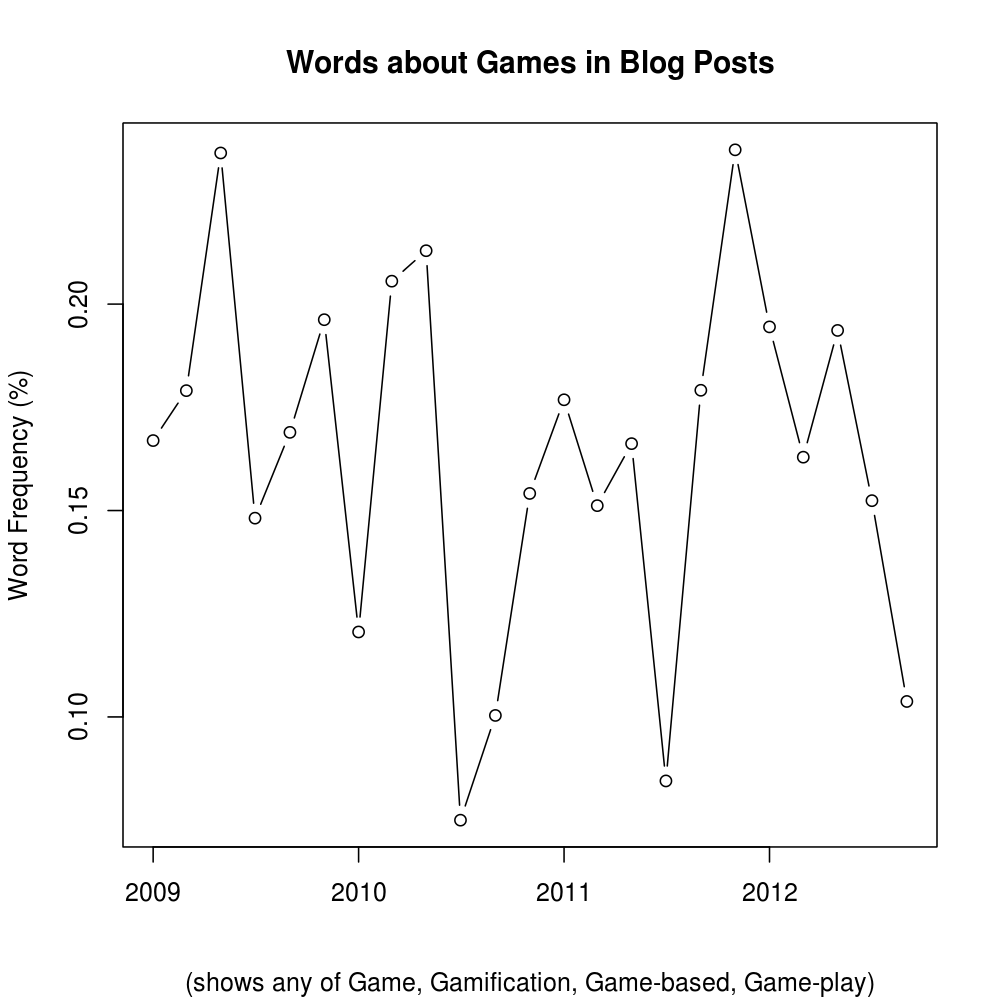 Words about Games in Blog Posts
Word Frequency (%)
0.20
0.15
0.10
2009 2010 2011 2012
(shows any of Game, Gamification, Game-based, Game-play)